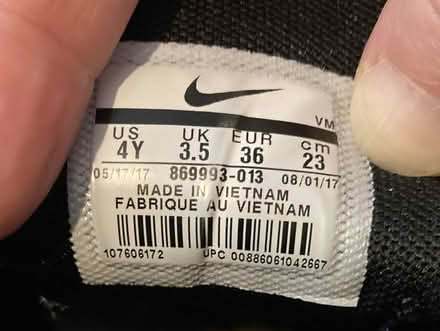 VM
US UK EUR cm
4Y 3.5 36 23
05/17/17 869993-013 08/01/17
MADE IN VIETNAM
FABRIQUE AU VIETNAM
107606172 UPC 00886061042667